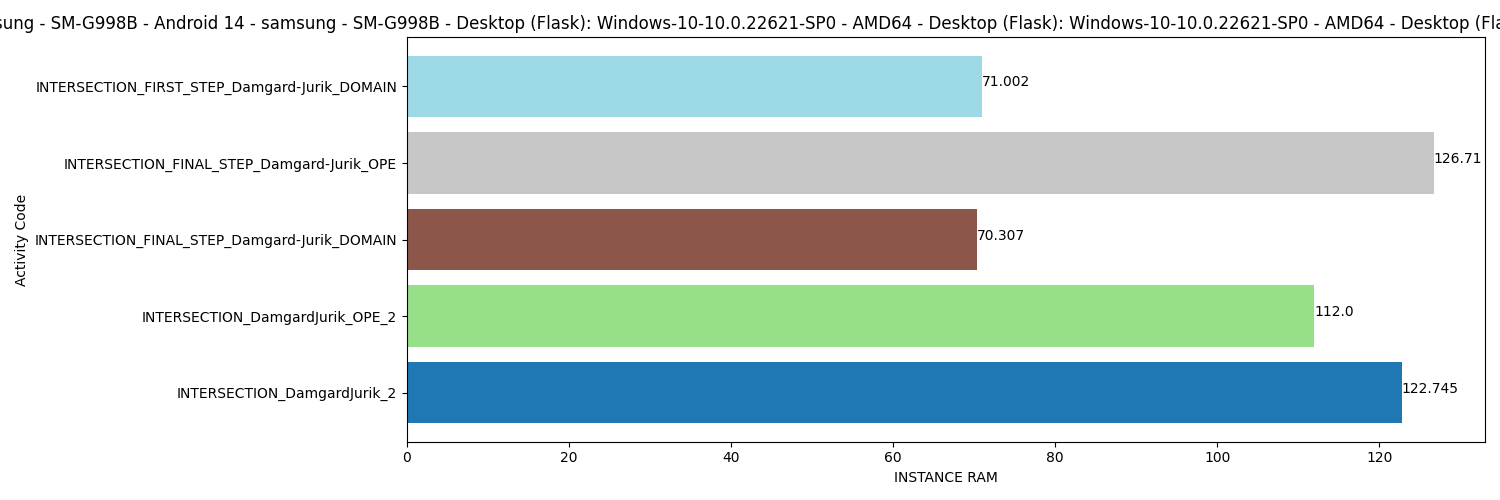 sung - SM-G998B - Android 14 - samsung - SM-G998B - Desktop (Flask): Windows-10-10.0.22621-SP0 - AMD64 - Desktop (Flask): Windows-10-10.0.22621-SP0 - AMD64 - Desktop (Fla
INTERSECTION_FIRST_STEP_Damgard-Jurik_DOMAIN
71.002
INTERSECTION_FINAL_STEP_Damgard-Jurik_OPE
126.71
INTERSECTION_FINAL_STEP_Damgard-Jurik_DOMAIN
70.307
INTERSECTION_DamgardJurik_OPE_2
112.0
INTERSECTION_DamgardJurik_2
122.745
Activity Code
0 20 40 60 80 100 120
INSTANCE RAM